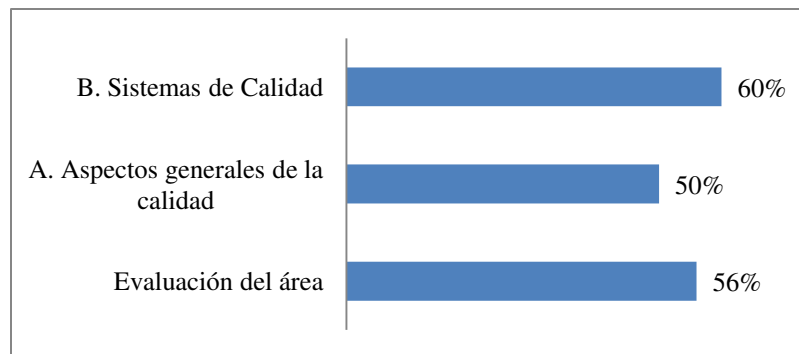 B. Sistemas de Calidad
60%
A. Aspectos generales de la
calidad
50%
Evaluación del área
56%